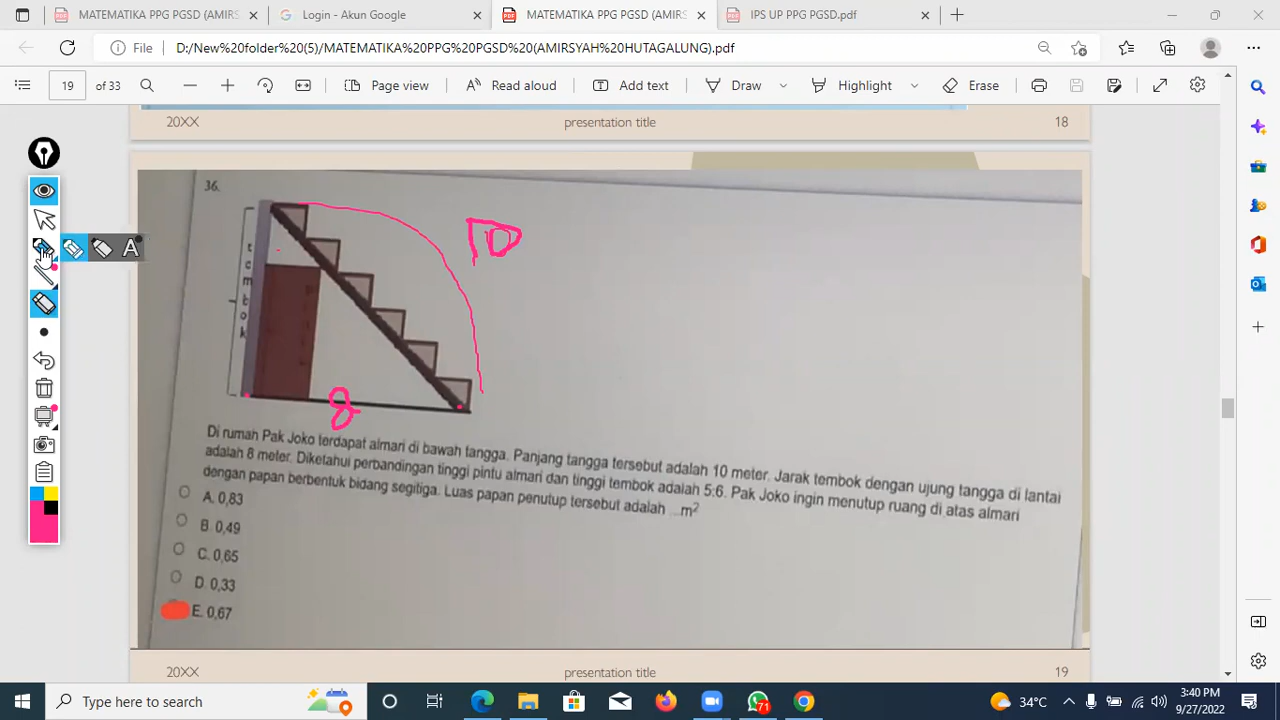 MATEMATIKA PPG PGSD (AMIRS
Login - Akun Google
MATEMATIKA PPG PGSD (AMIRS
IPS UP PPG PGSD.pdf
File
D:/New%20folder%20(5)/MATEMATIKA%20PPG%20PGSD%20(AMIRSYAH%20HUTAGALUNG).pdf
19 of 33
Page view
Read aloud
Add text
Draw
Highlight
Erase
20XX
presentation title
18
36.
tembok
10
8
Di rumah Pak Joko terdapat almari di bawah tangga. Panjang tangga tersebut adalah 10 meter. Jarak tembok dengan ujung tangga di lantai
adalah 8 meter. Diketahui perbandingan tinggi pintu almari dan tinggi tembok adalah 5:6. Pak Joko ingin menutup ruang di atas almari
dengan papan berbentuk bidang segitiga. Luas papan penutup tersebut adalah ...m²
A. 0,83
B. 0,49
C. 0,65
D. 0,33
E. 0,67
20XX
presentation title
19
A
Type here to search
71
34°C
3:40 PM
9/27/2022